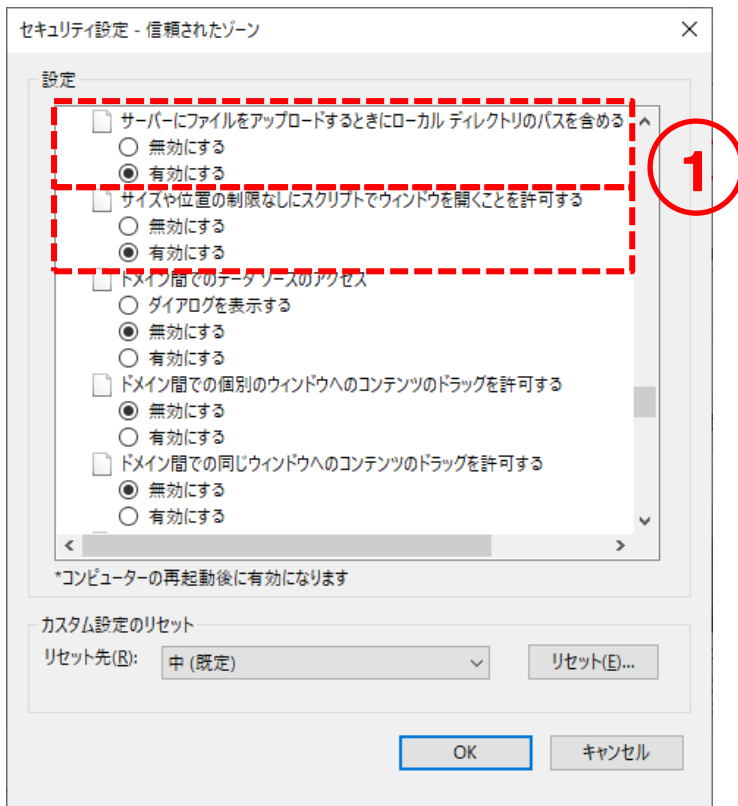 セキュリティ設定 - 信頼されたゾーン
設定
サーバーにファイルをアップロードするときにローカル ディレクトリのパスを含める
無効にする
有効にする
1
サイズや位置の制限なしにスクリプトでウィンドウを開くことを許可する
無効にする
有効にする
ドメイン間でのデータ ソースのアクセス
ダイアログを表示する
無効にする
有効にする
ドメイン間での個別のウィンドウへのコンテンツのドラッグを許可する
無効にする
有効にする
ドメイン間での同じウィンドウへのコンテンツのドラッグを許可する
無効にする
有効にする
*コンピューターの再起動後に有効になります
カスタム設定のリセット
リセット先(R): 中 (既定) リセット(E)...
OK キャンセル